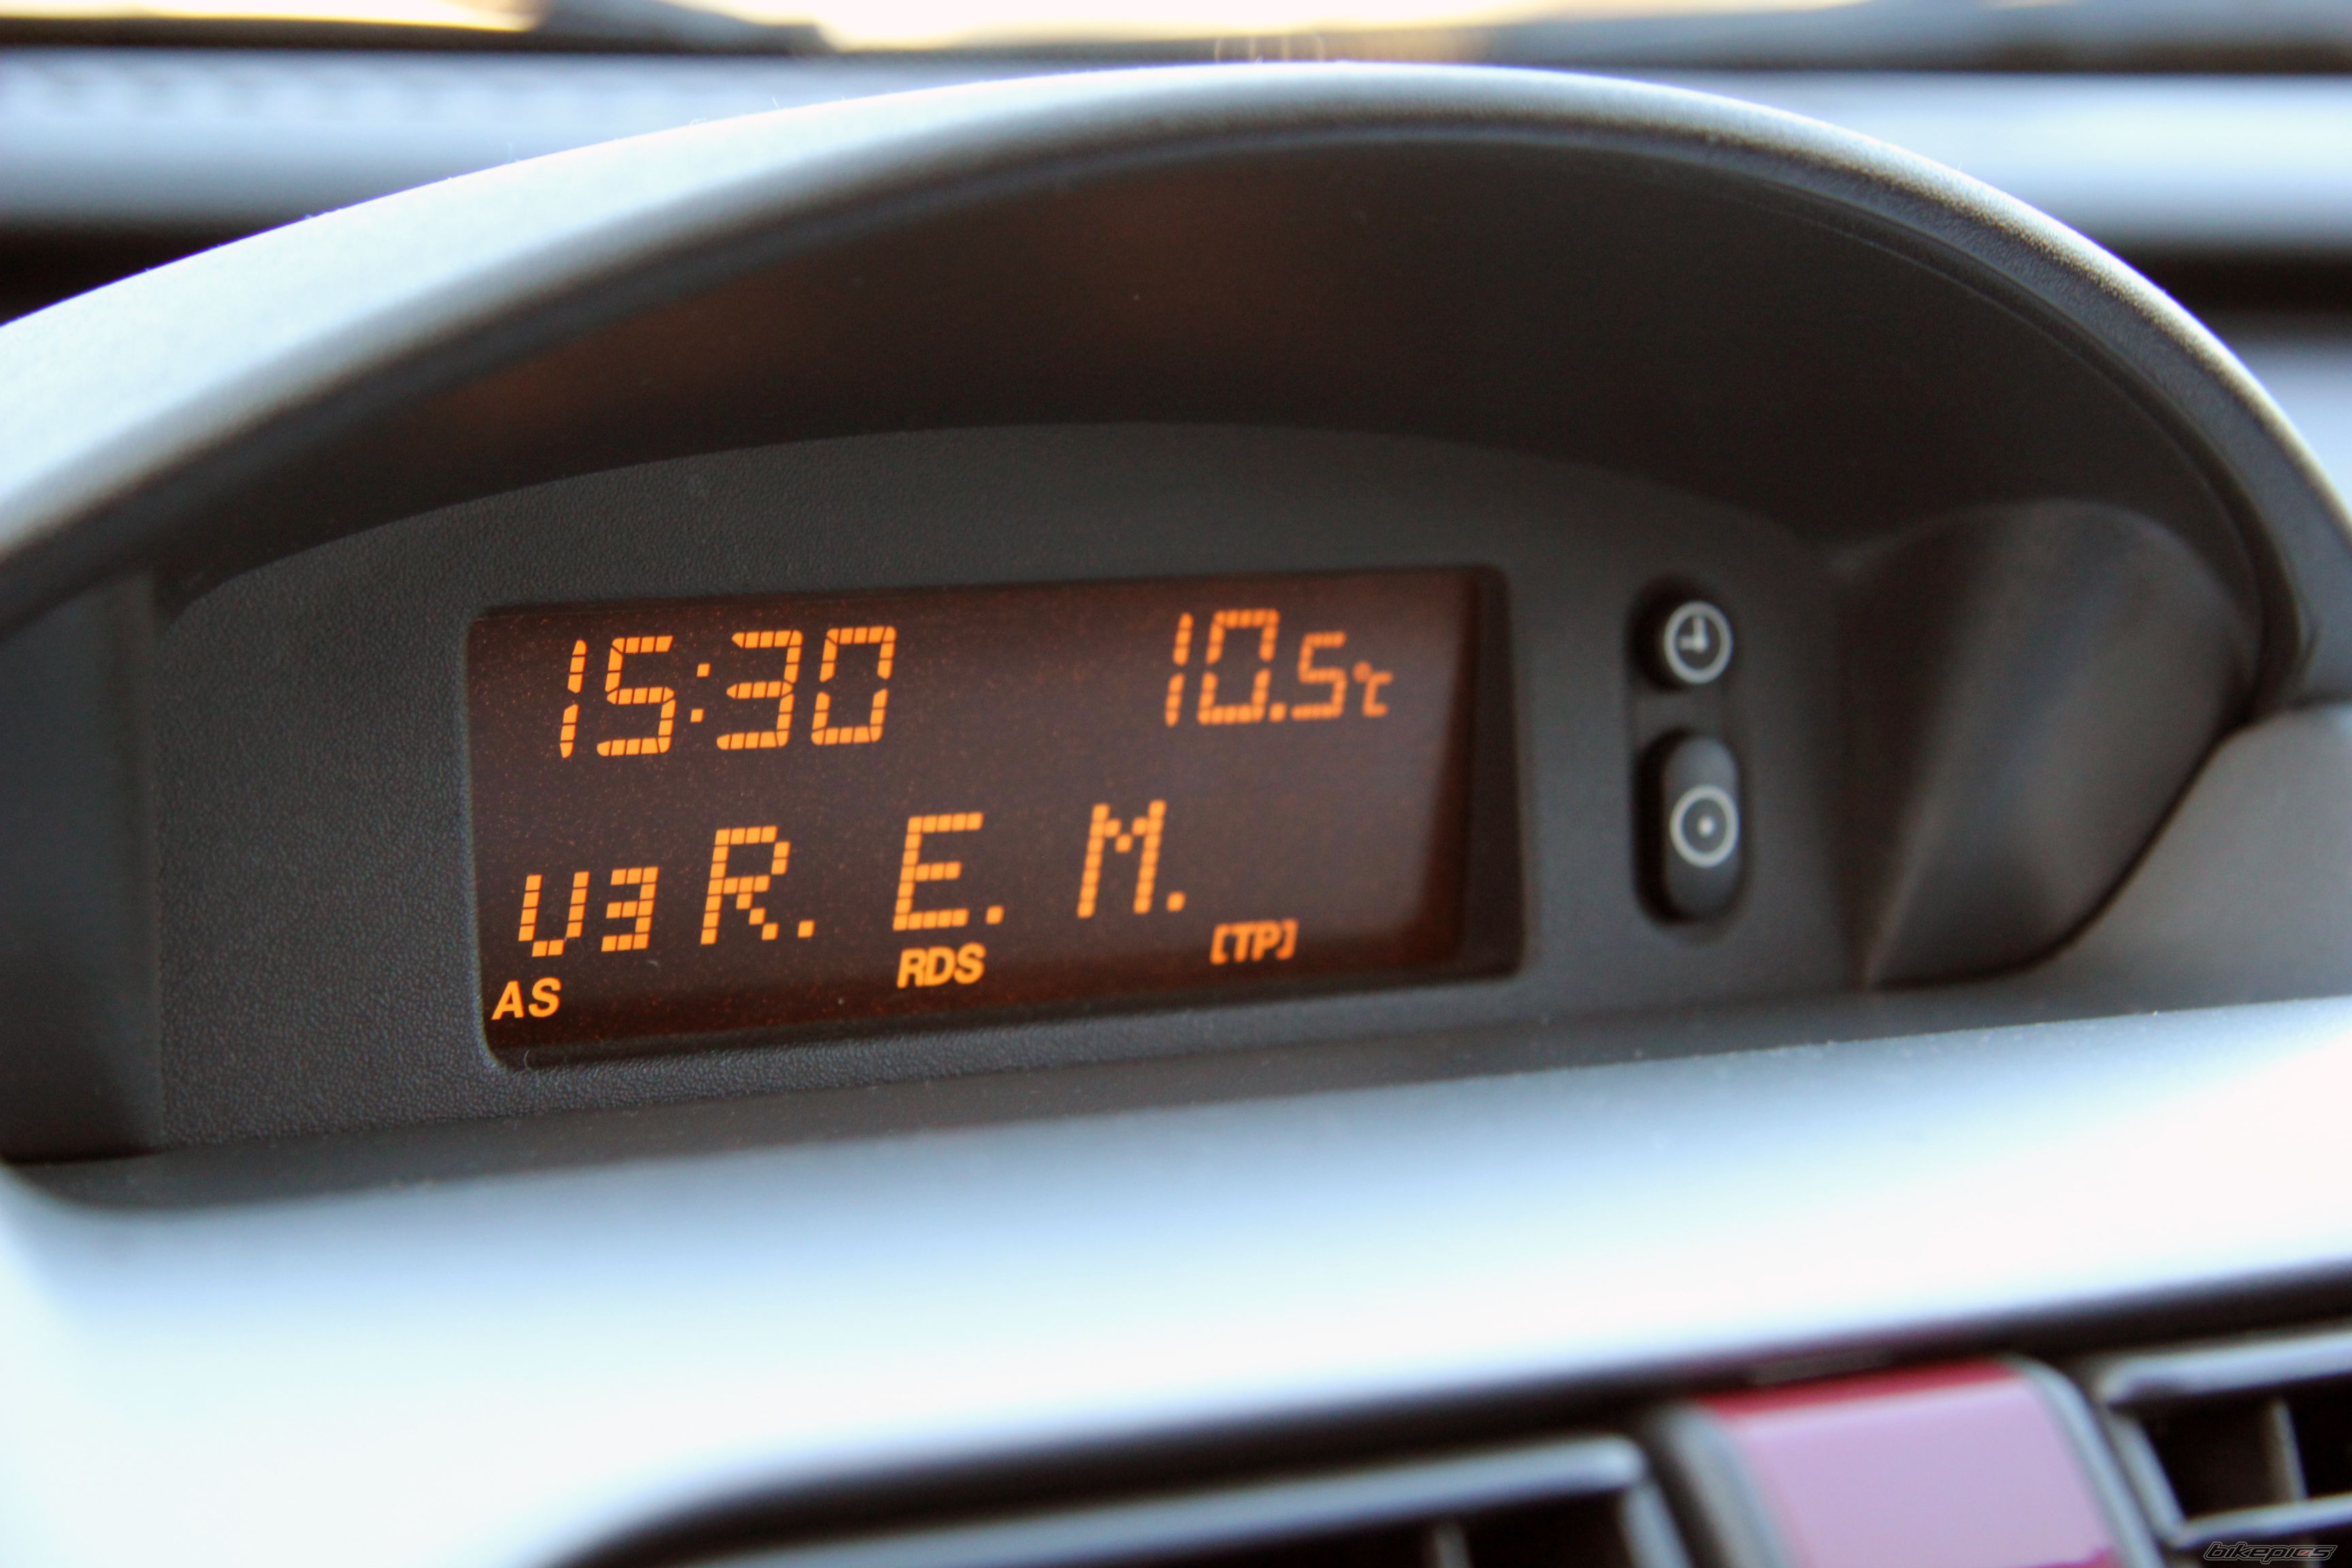 15:30 10.5°C
U3 R. E. M.
AS RDS [TP]
bikepics